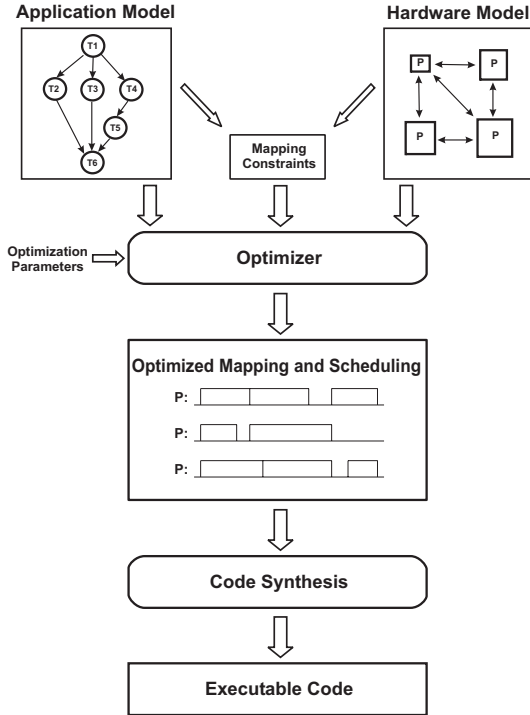 Application Model
Hardware Model
T1
T2
T3
T4
T5
T6
P
P
P
P
Mapping
Constraints
Optimization
Parameters
Optimizer
Optimized Mapping and Scheduling
P:
P:
P:
Code Synthesis
Executable Code